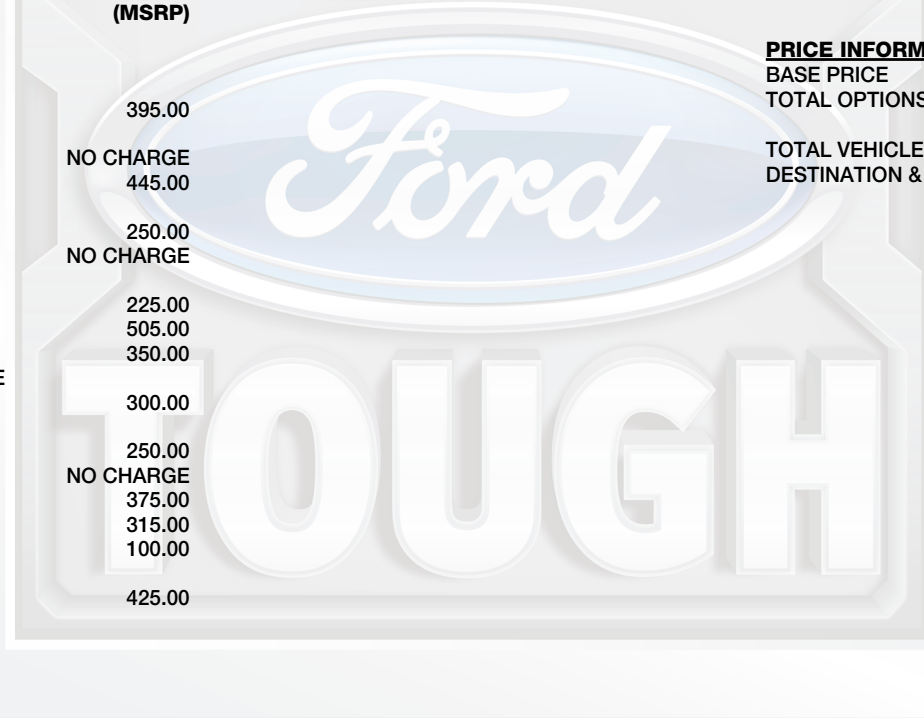 (MSRP)
395.00
NO CHARGE
445.00
250.00
NO CHARGE
225.00
505.00
350.00
E
300.00
250.00
NO CHARGE
375.00
315.00
100.00
425.00
PRICE INFORM
BASE PRICE
TOTAL OPTIONS
TOTAL VEHICLE
DESTINATION &
Ford
TOUGH